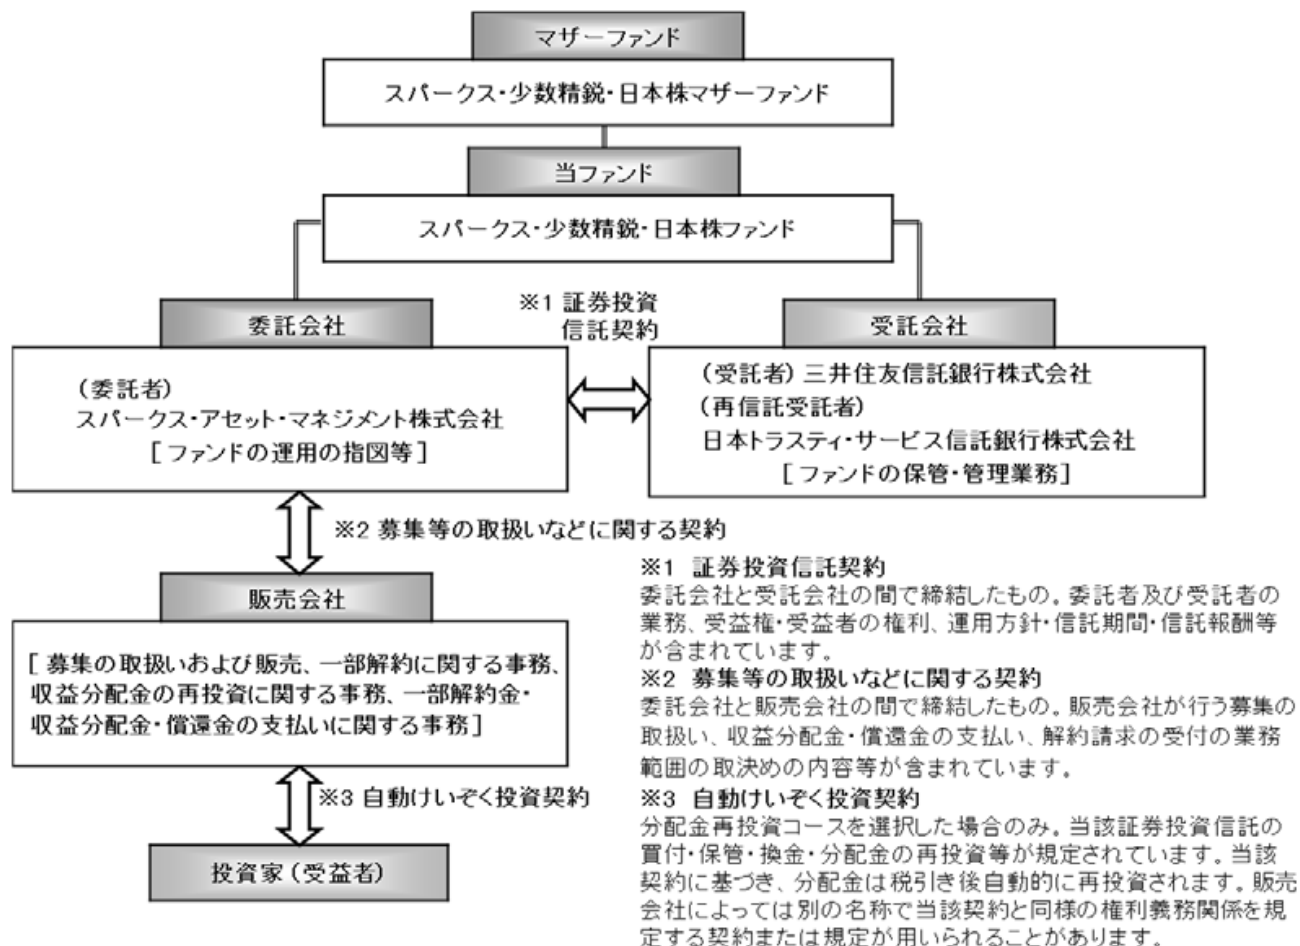 マザーファンド
スパークス・少数精鋭・日本株マザーファンド
当ファンド
スパークス・少数精鋭・日本株ファンド
委託会社
(委託者)
スパークス・アセット・マネジメント株式会社
[ファンドの運用の指図等]
※1 証券投資
信託契約
受託会社
(受託者) 三井住友信託銀行株式会社
(再信託受託者)
日本トラスティ・サービス信託銀行株式会社
[ファンドの保管・管理業務]
※2 募集等の取扱いなどに関する契約
販売会社
[ 募集の取扱いおよび販売、一部解約に関する事務、
収益分配金の再投資に関する事務、一部解約金・
収益分配金・償還金の支払いに関する事務]
※3 自動けいぞく投資契約
投資家(受益者)
※1 証券投資信託契約
委託会社と受託会社の間で締結したもの。委託者及び受託者の
業務、受益権・受益者の権利、運用方針・信託期間・信託報酬等
が含まれています。
※2 募集等の取扱いなどに関する契約
委託会社と販売会社の間で締結したもの。販売会社が行う募集の
取扱い、収益分配金・償還金の支払い、解約請求の受付の業務
範囲の取決めの内容等が含まれています。
※3 自動けいぞく投資契約
分配金再投資コースを選択した場合のみ。当該証券投資信託の
買付・保管・換金・分配金の再投資等が規定されています。当該
契約に基づき、分配金は税引き後自動的に再投資されます。販売
会社によっては別の名称で当該契約と同様の権利義務関係を規
定する契約または規定が用いられることがあります。